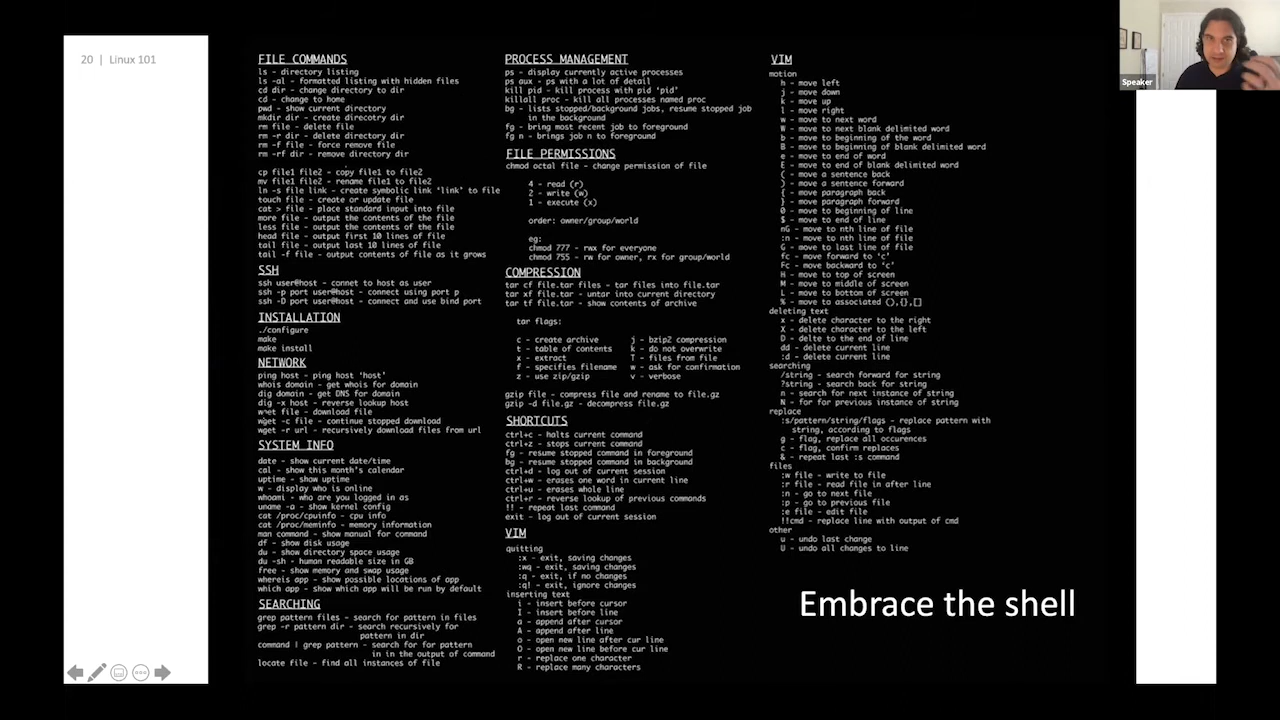 20 | Linux 101
Speaker
FILE COMMANDS
ls - directory listing
ls -al - formatted listing with hidden files
cd dir - change directory to dir
cd - change to home
pwd - show current directory
mkdir dir - create direcotry dir
rm file - delete file
rm -r dir - delete directory dir
rm -f file - force remove file
rm -rf dir - remove directory dir
cp file1 file2 - copy file1 to file2
mv file1 file2 - rename file1 to file2
ln -s file link - create symbolic link 'link' to file
touch file - create or update file
cat > file - place standard input into file
more file - output the contents of the file
less file - output the contents of the file
head file - output first 10 lines of file
tail file - output last 10 lines of file
tail -f file - output contents of file as it grows
SSH
ssh user@host - connet to host as user
ssh -p port user@host - connect using port p
ssh -D port user@host - connect and use bind port
INSTALLATION
./configure
make
make install
NETWORK
ping host - ping host 'host'
whois domain - get whois for domain
dig domain - get DNS for domain
dig -x host - reverse lookup host
wget file - download file
wget -c file - continue stopped download
wget -r url - recursively download files from url
SYSTEM INFO
date - show current date/time
cal - show this month's calendar
uptime - show uptime
w - display who is online
whoami - who are you logged in as
uname -a - show kernel config
cat /proc/cpuinfo - cpu info
cat /proc/meminfo - memory information
man command - show manual for command
df - show disk usage
du - show directory space usage
du -sh - human readable size in GB
free - show memory and swap usage
whereis app - show possible locations of app
which app - show which app will be run by default
SEARCHING
grep pattern files - search for pattern in files
grep -r pattern dir - search recursively for
pattern in dir
command | grep pattern - search for for pattern
in in the output of command
locate file - find all instances of file
PROCESS MANAGEMENT
ps - display currently active processes
ps aux - ps with a lot of detail
kill pid - kill process with pid 'pid'
killall proc - kill all processes named proc
bg - lists stopped/background jobs, resume stopped job
in the background
fg - bring most recent job to foreground
fg n - brings job n to foreground
FILE PERMISSIONS
chmod octal file - change permission of file
4 - read (r)
2 - write (w)
1 - execute (x)
order: owner/group/world
eg:
chmod 777 - rwx for everyone
chmod 755 - rw for owner, rx for group/world
COMPRESSION
tar cf file.tar files - tar files into file.tar
tar xf file.tar - untar into current directory
tar tf file.tar - show contents of archive
tar flags:
c - create archive j - bzip2 compression
t - table of contents k - do not overwrite
x - extract T - files from file
f - specifies filename w - ask for confirmation
z - use zip/gzip v - verbose
gzip file - compress file and rename to file.gz
gzip -d file.gz - decompress file.gz
SHORTCUTS
ctrl+c - halts current command
ctrl+z - stops current command
fg - resume stopped command in foreground
bg - resume stopped command in background
ctrl+d - log out of current session
ctrl+w - erases one word in current line
ctrl+u - erases whole line
ctrl+r - reverse lookup of previous commands
!! - repeat last command
exit - log out of current session
VIM
quitting
:x - exit, saving changes
:wq - exit, saving changes
:q - exit, if no changes
:q! - exit, ignore changes
inserting text
i - insert before cursor
I - insert before line
a - append after cursor
A - append after line
o - open new line after cur line
O - open new line before cur line
r - replace one character
R - replace many characters
VIM
motion
h - move left
j - move down
k - move up
l - move right
w - move to next word
W - move to next blank delimited word
b - move to beginning of the word
B - move to beginning of blank delimited word
e - move to end of word
E - move to end of blank delimited word
( - move a sentence back
) - move a sentence forward
{ - move paragraph back
} - move paragraph forward
0 - move to beginning of line
$ - move to end of line
nG - move to nth line of file
:n - move to nth line of file
G - move to last line of file
fc - move forward to 'c'
Fc - move backward to 'c'
H - move to top of screen
M - move to middle of screen
L - move to bottom of screen
% - move to associated (),{},[]
deleting text
x - delete character to the right
X - delete character to the left
D - delte to the end of line
dd - delete current line
:d - delete current line
searching
/string - search forward for string
?string - search back for string
n - search for next instance of string
N - for for previous instance of string
replace
:s/pattern/string/flags - replace pattern with
string, according to flags
g - flag, replace all occurences
c - flag, confirm replaces
& - repeat last :s command
files
:w file - write to file
:r file - read file in after line
:n - go to next file
:p - go to previous file
:e file - edit file
!!cmd - replace line with output of cmd
other
u - undo last change
U - undo all changes to line
Embrace the shell